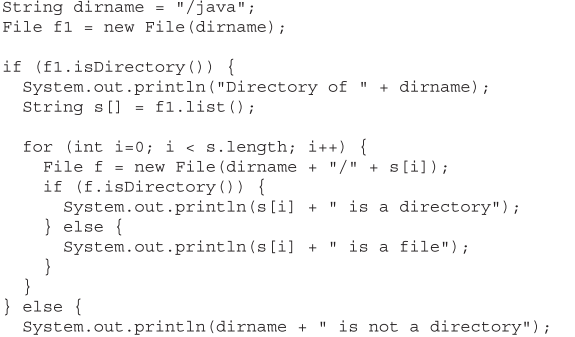 String dirname = "/java";
File f1 = new File(dirname);

if (f1.isDirectory()) {
  System.out.println("Directory of " + dirname);
  String s[] = f1.list();

  for (int i=0; i < s.length; i++) {
    File f = new File(dirname + "/" + s[i]);
    if (f.isDirectory()) {
      System.out.println(s[i] + " is a directory");
    } else {
      System.out.println(s[i] + " is a file");
    }
  }
} else {
  System.out.println(dirname + " is not a directory");